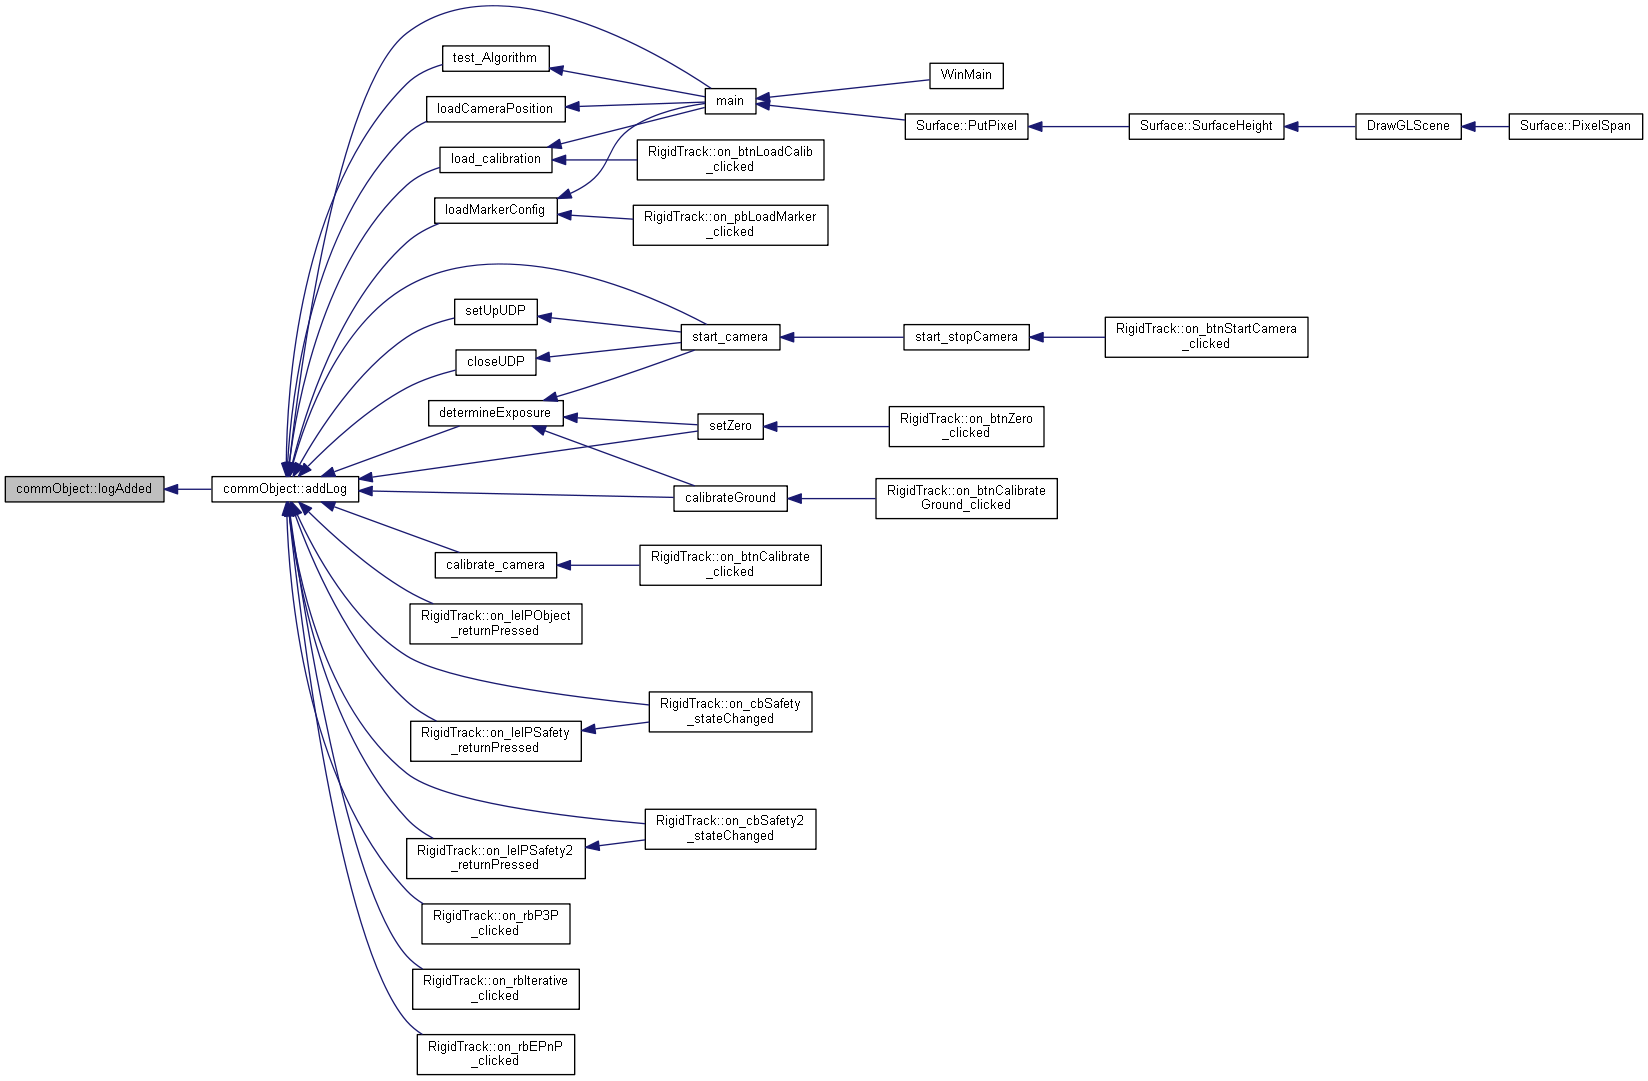 test_Algorithm
WinMain
main
loadCameraPosition
Surface::PutPixel
Surface::SurfaceHeight
DrawGLScene
Surface::PixelSpan
load_calibration
RigidTrack::on_btnLoadCalib
_clicked
loadMarkerConfig
RigidTrack::on_pbLoadMarker
_clicked
setUpUDP
start_camera
start_stopCamera
RigidTrack::on_btnStartCamera
_clicked
closeUDP
determineExposure
setZero
RigidTrack::on_btnZero
_clicked
commObject::logAdded
commObject::addLog
calibrateGround
RigidTrack::on_btnCalibrate
Ground_clicked
calibrate_camera
RigidTrack::on_btnCalibrate
_clicked
RigidTrack::on_leIPObject
_returnPressed
RigidTrack::on_cbSafety
_stateChanged
RigidTrack::on_leIPSafety
_returnPressed
RigidTrack::on_cbSafety2
_stateChanged
RigidTrack::on_leIPSafety2
_returnPressed
RigidTrack::on_rbP3P
_clicked
RigidTrack::on_rbIterative
_clicked
RigidTrack::on_rbEPnP
_clicked